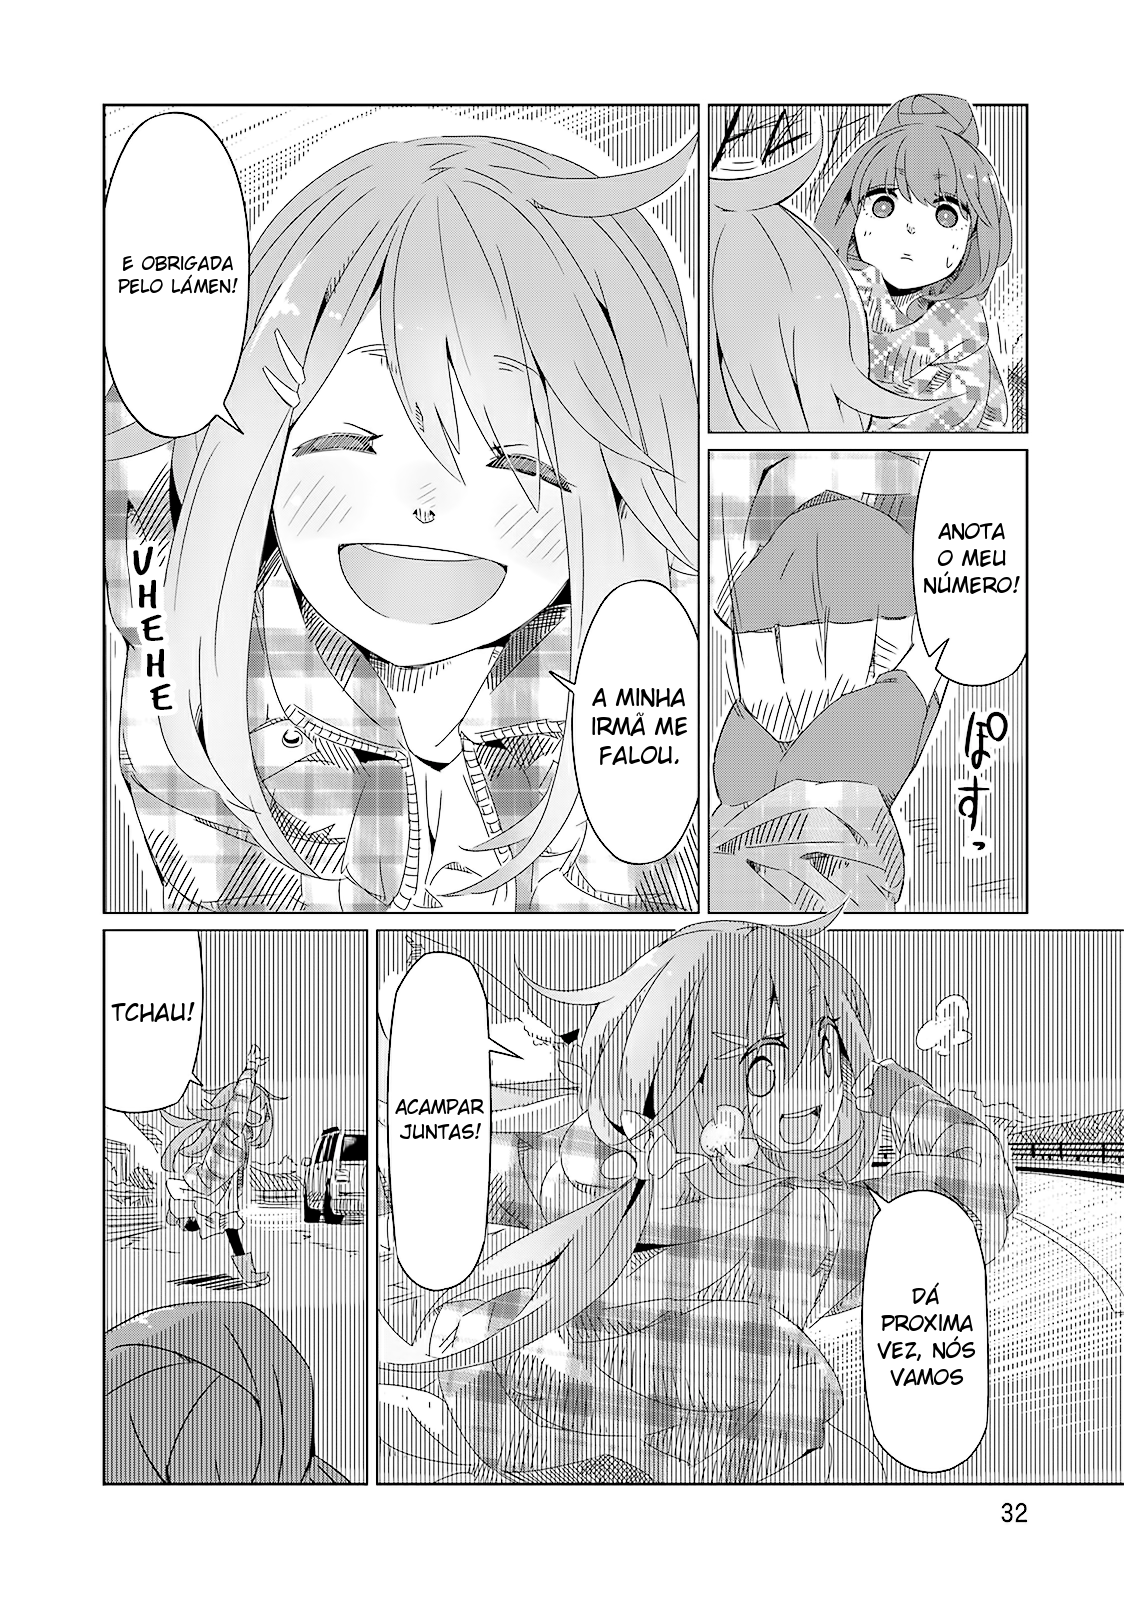 ANOTA
O MEU
NÚMERO!
ぽすっ
A MINHA
IRMÃ ME
FALOU.
E OBRIGADA
PELO LÁMEN!
UHEHE
DÁ
PROXIMA
VEZ, NÓS
VAMOS
ACAMPAR
JUNTAS!
TCHAU!
32